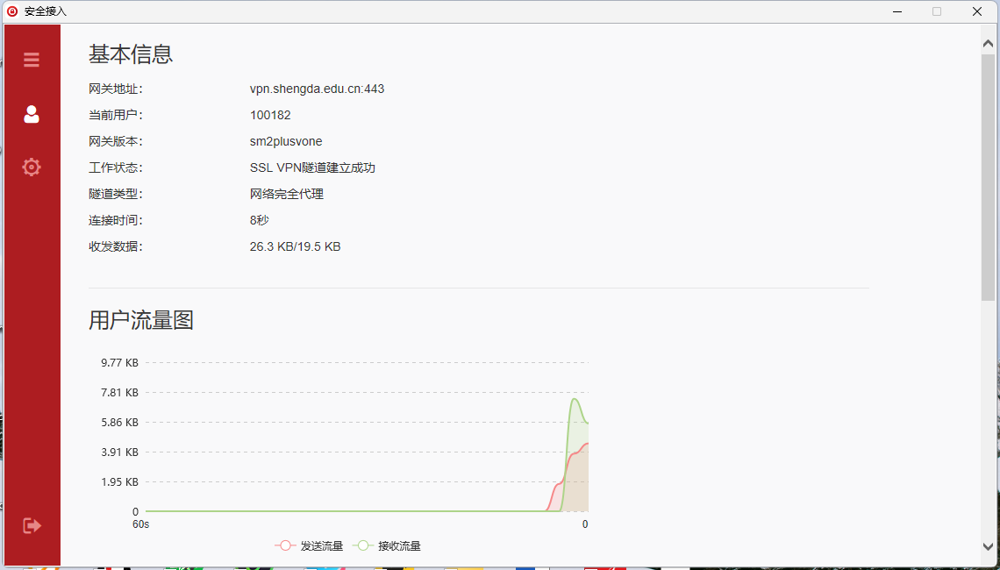 安全接入
基本信息
网关地址： vpn.shengda.edu.cn:443
当前用户： 100182
网关版本： sm2plusvone
工作状态： SSL VPN隧道建立成功
隧道类型： 网络完全代理
连接时间： 8秒
收发数据： 26.3 KB/19.5 KB
用户流量图
9.77 KB
7.81 KB
5.86 KB
3.91 KB
1.95 KB
0
60s 0
发送流量 接收流量